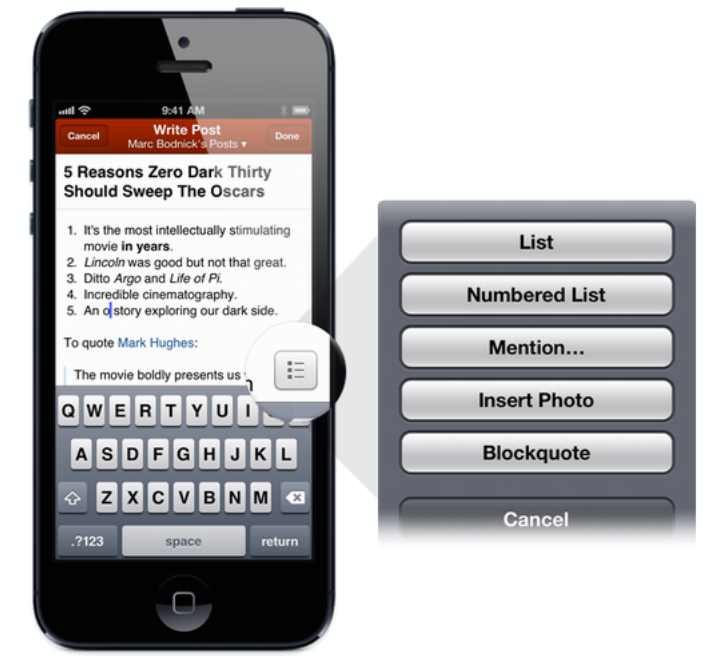 9:41 AM
Cancel
Write Post
Marc Bodnick's Posts ▾
Done
5 Reasons Zero Dark Thirty
Should Sweep The Oscars
1. It's the most intellectually stimulating
movie in years.
2. Lincoln was good but not that great.
3. Ditto Argo and Life of Pi.
4. Incredible cinematography.
5. An o story exploring our dark side.
To quote Mark Hughes:
The movie boldly presents us
Q W E R T Y U I
A S D F G H J K L
Z X C V B N M
.?123
space
return
List
Numbered List
Mention...
Insert Photo
Blockquote
Cancel